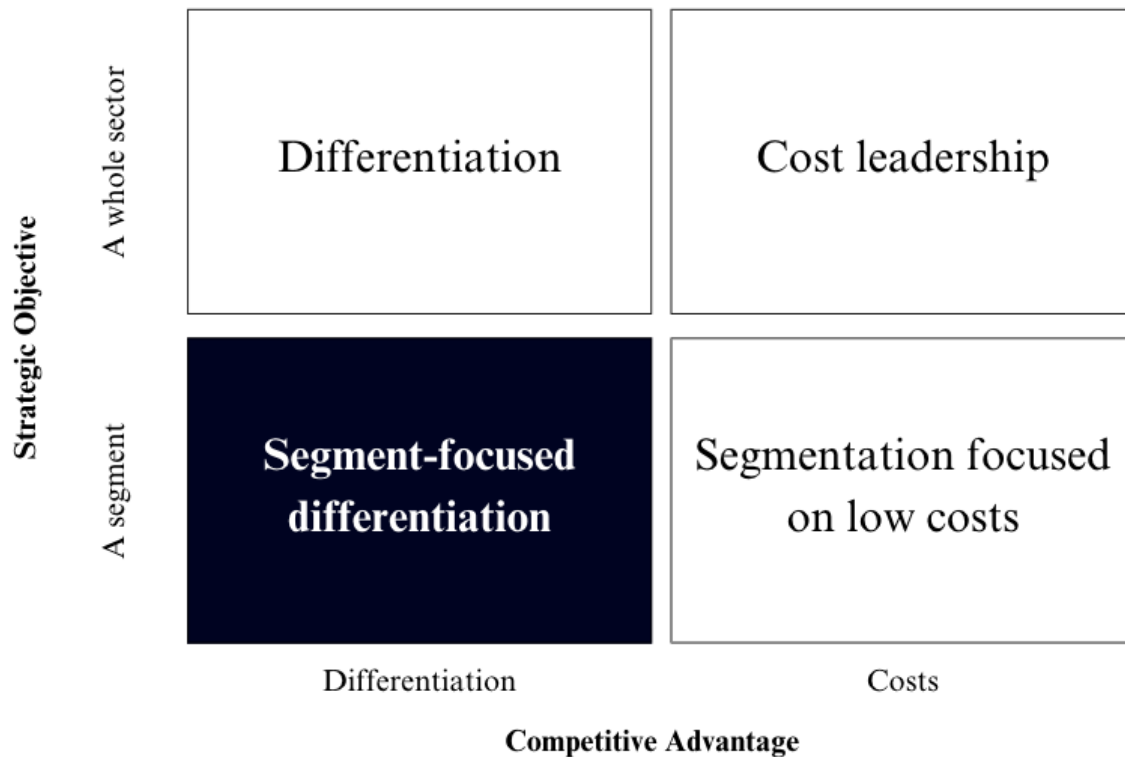 Strategic Objective
A whole sector
Differentiation
Cost leadership
A segment
Segment-focused
differentiation
Segmentation focused
on low costs
Differentiation
Costs
Competitive Advantage